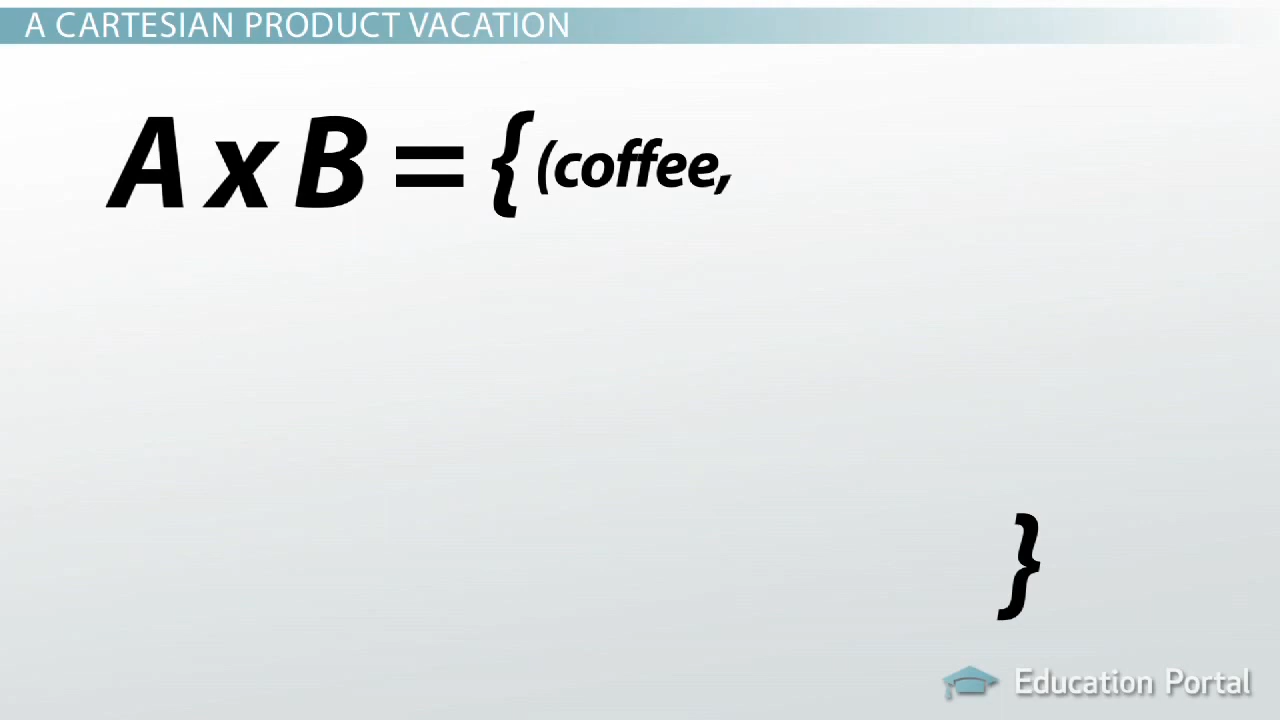 A CARTESIAN PRODUCT VACATION
A x B = { (coffee,
}
Education Portal